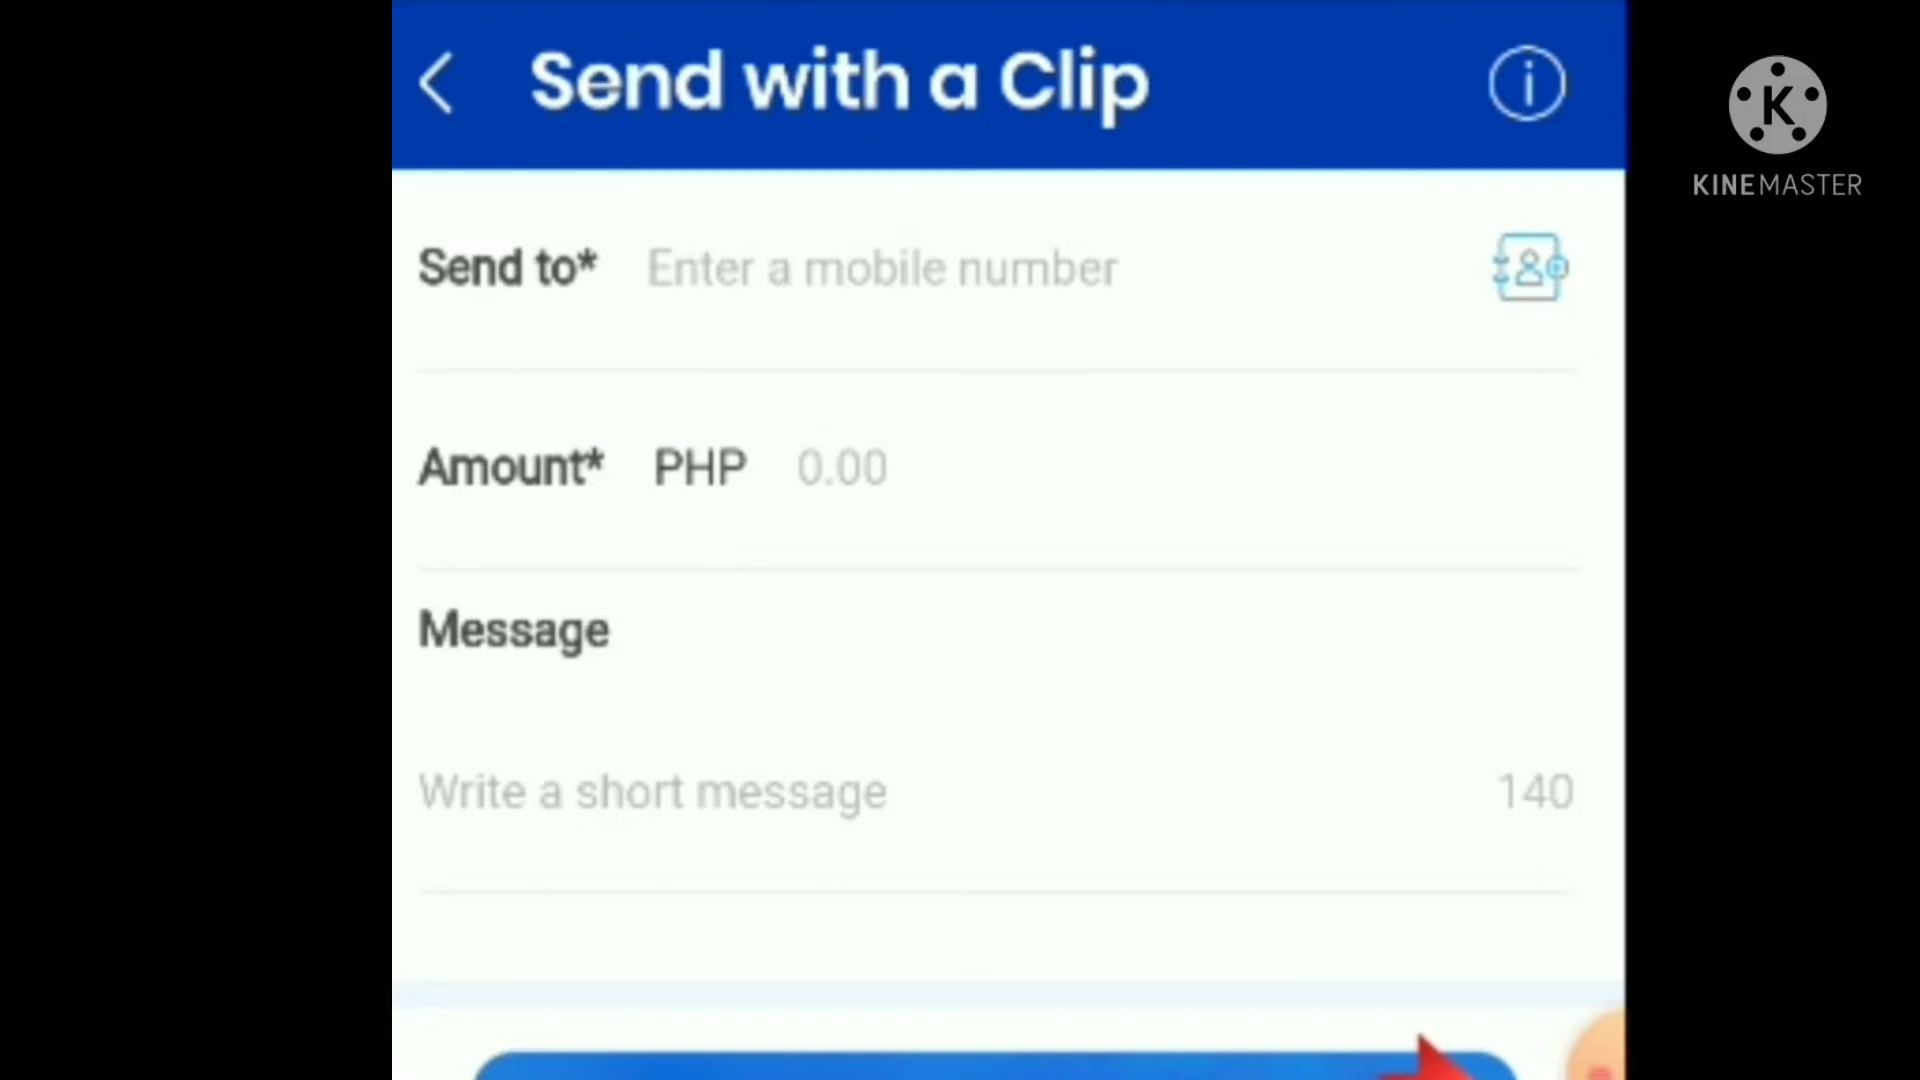 Send with a Clip
K
KINEMASTER
Send to* Enter a mobile number
Amount* PHP 0.00
Message
Write a short message 140